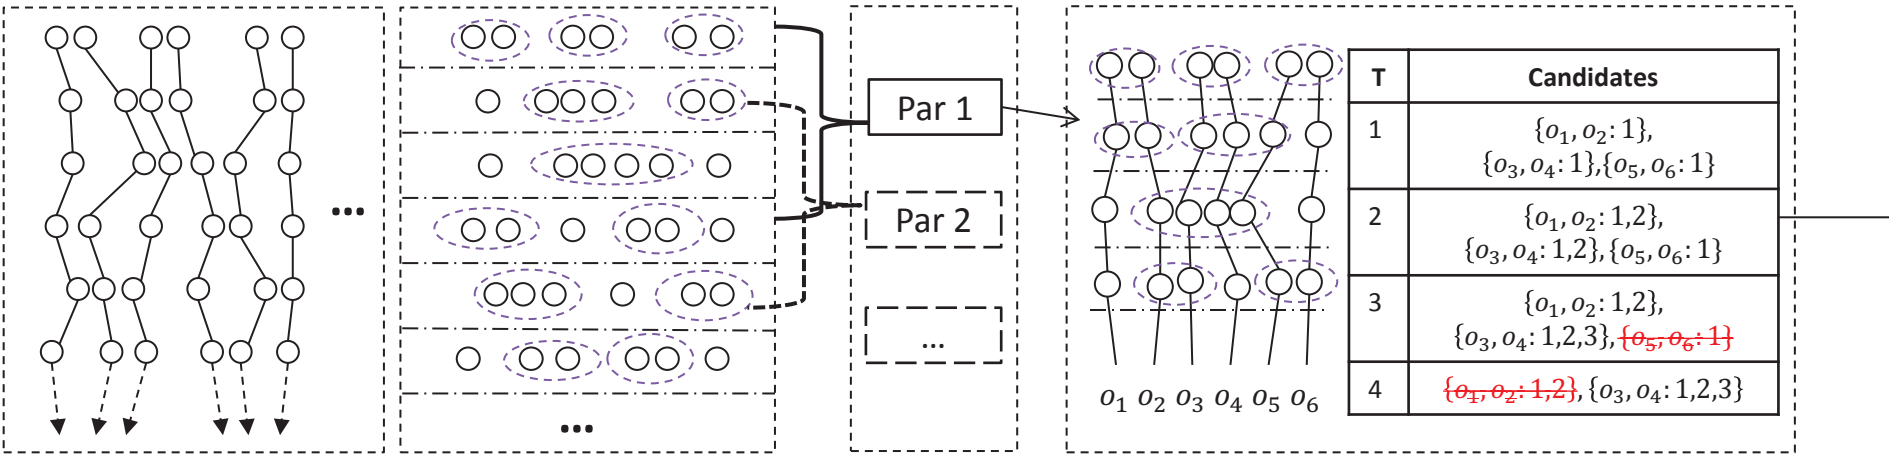 ...
...
Par 1
Par 2
...
o₁ o₂ o₃ o₄ o₅ o₆
T Candidates
1 {o₁, o₂: 1},
{o₃, o₄: 1},{o₅, o₆: 1}
2 {o₁, o₂: 1,2},
{o₃, o₄: 1,2},{o₅, o₆: 1}
3 {o₁, o₂: 1,2},
{o₃, o₄: 1,2,3},{o₅, o₆: 1}
4 {o₁, o₂: 1,2},{o₃, o₄: 1,2,3}